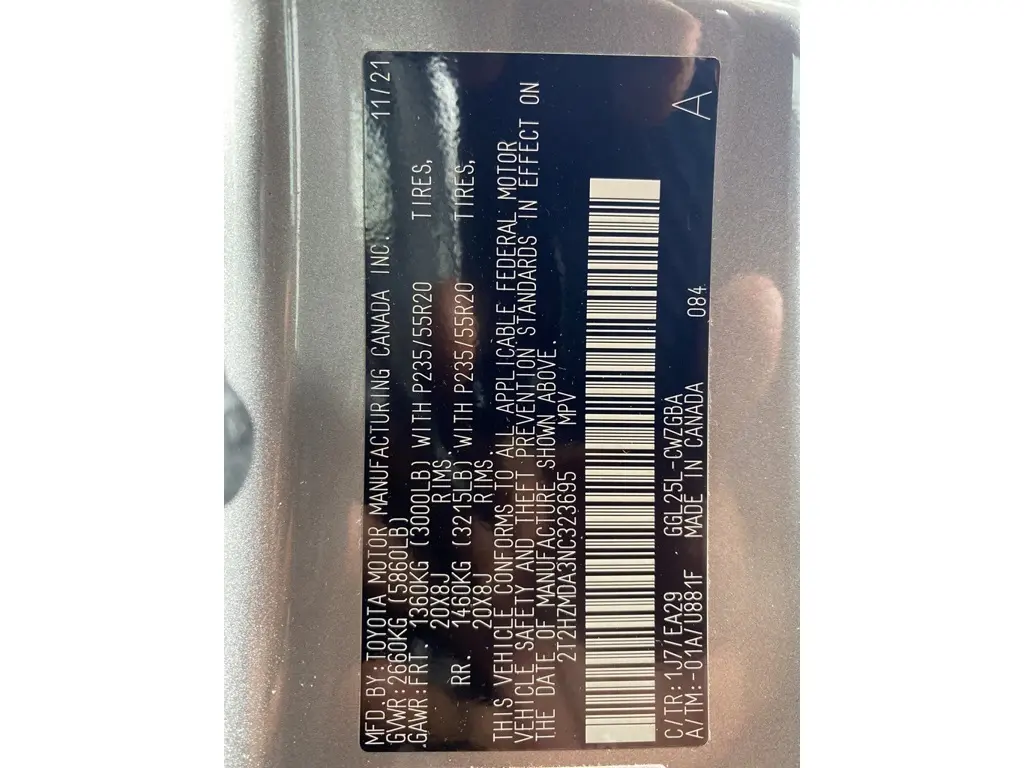 MFD.BY:TOYOTA MOTOR MANUFACTURING CANADA INC. 11/21
GVWR:2660KG (5860LB)
GAWR:FRT. 1360KG (3000LB) WITH P235/55R20 TIRES,
20X8J RIMS.
RR. 1460KG (3215LB) WITH P235/55R20 TIRES,
20X8J RIMS.
THIS VEHICLE CONFORMS TO ALL APPLICABLE FEDERAL MOTOR
VEHICLE SAFETY AND THEFT PREVENTION STANDARDS IN EFFECT ON
THE DATE OF MANUFACTURE SHOWN ABOVE.
2T2HZMDA3NC323695 MPV
C/TR:1J7/EA29 GGL25L-CWZGBA 084 A
A/TM:-01A/U881F MADE IN CANADA